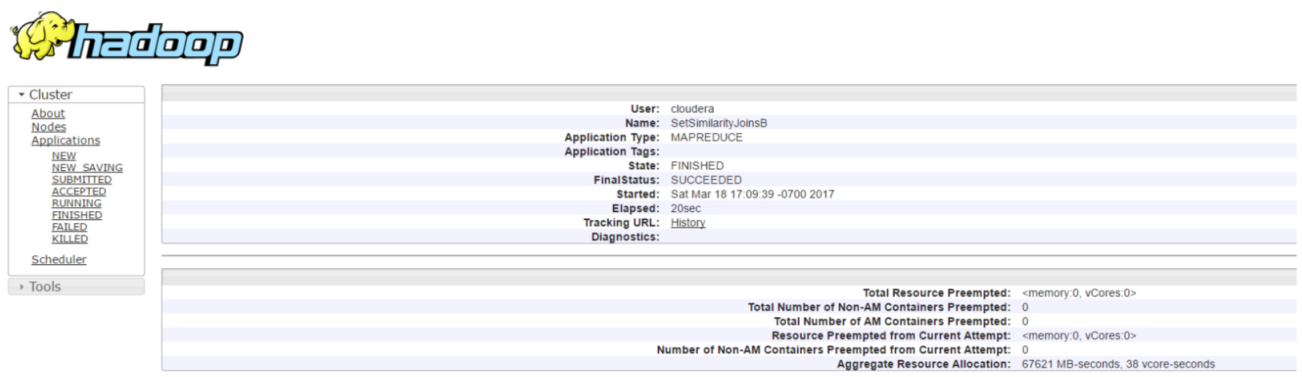 hadoop
Cluster
About
Nodes
Applications
NEW
NEW_SAVING
SUBMITTED
ACCEPTED
RUNNING
FINISHED
FAILED
KILLED
Scheduler
Tools
User: cloudera
Name: SetSimilarityJoinsB
Application Type: MAPREDUCE
Application Tags:
State: FINISHED
FinalStatus: SUCCEEDED
Started: Sat Mar 18 17:09:39 -0700 2017
Elapsed: 20sec
Tracking URL: History
Diagnostics:
Total Resource Preempted: <memory:0, vCores:0>
Total Number of Non-AM Containers Preempted: 0
Total Number of AM Containers Preempted: 0
Resource Preempted from Current Attempt: <memory:0, vCores:0>
Number of Non-AM Containers Preempted from Current Attempt: 0
Aggregate Resource Allocation: 67621 MB-seconds, 38 vcore-seconds